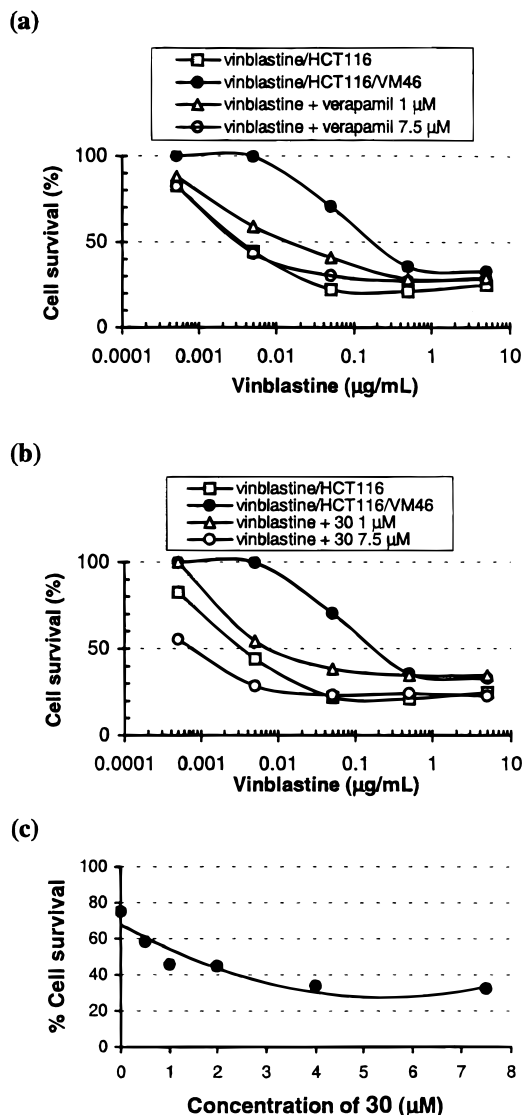 (a)
vinblastine/HCT116
vinblastine/HCT116/VM46
vinblastine + verapamil 1 µM
vinblastine + verapamil 7.5 µM
Cell survival (%)
100
50
0
0.0001 0.001 0.01 0.1 1 10
Vinblastine (µg/mL)
(b)
vinblastine/HCT116
vinblastine/HCT116/VM46
vinblastine + 30 1 µM
vinblastine + 30 7.5 µM
Cell survival (%)
100
50
0
0.0001 0.001 0.01 0.1 1 10
Vinblastine (µg/mL)
(c)
% Cell survival
100
80
60
40
20
0
0 1 2 3 4 5 6 7 8
Concentration of 30 (µM)